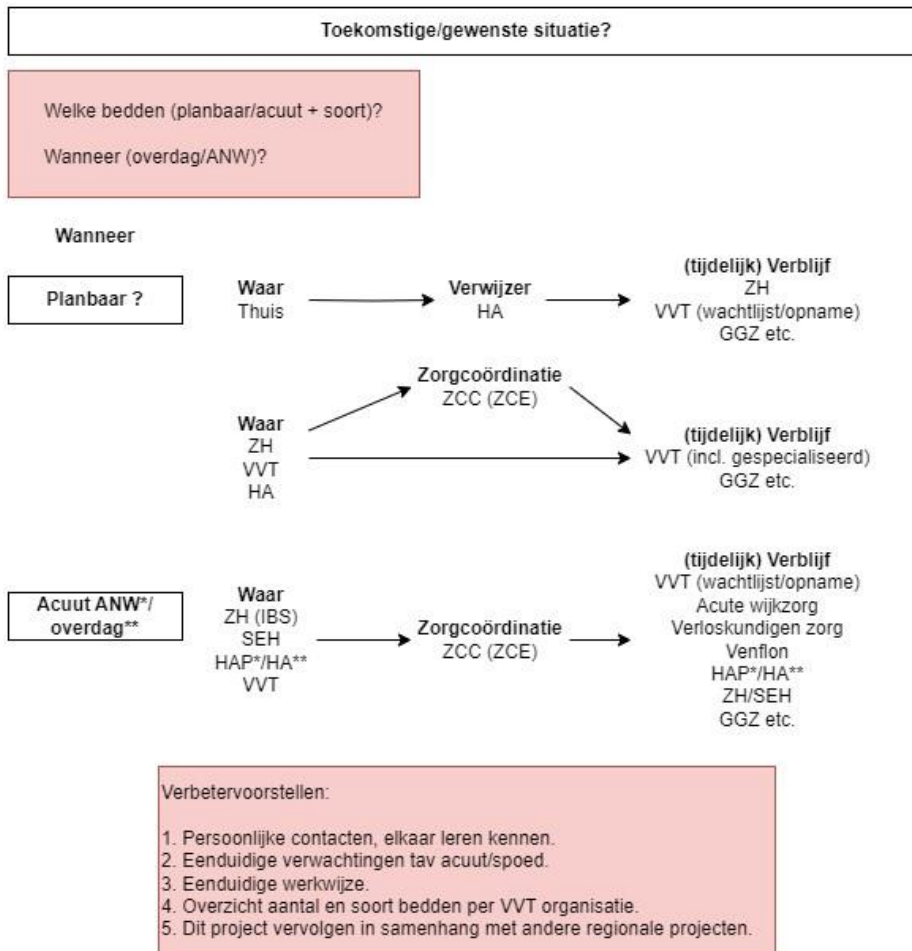 Toekomstige/gewenste situatie?
Welke bedden (planbaar/acuut + soort)?
Wanneer (overdag/ANW)?
Wanneer
Planbaar ?
Waar
Thuis
Verwijzer
HA
(tijdelijk) Verblijf
ZH
VVT (wachtlijst/opname)
GGZ etc.
Waar
ZH
VVT
HA
Zorgcoördinatie
ZCC (ZCE)
(tijdelijk) Verblijf
VVT (incl. gespecialiseerd)
GGZ etc.
Acuut ANW*/
overdag**
Waar
ZH (IBS)
SEH
HAP*/HA**
VVT
Zorgcoördinatie
ZCC (ZCE)
(tijdelijk) Verblijf
VVT (wachtlijst/opname)
Acute wijkzorg
Verloskundigen zorg
Venflon
HAP*/HA**
ZH/SEH
GGZ etc.
Verbetervoorstellen:
1. Persoonlijke contacten, elkaar leren kennen.
2. Eenduidige verwachtingen tav acuut/spoed.
3. Eenduidige werkwijze.
4. Overzicht aantal en soort bedden per VVT organisatie.
5. Dit project vervolgen in samenhang met andere regionale projecten.